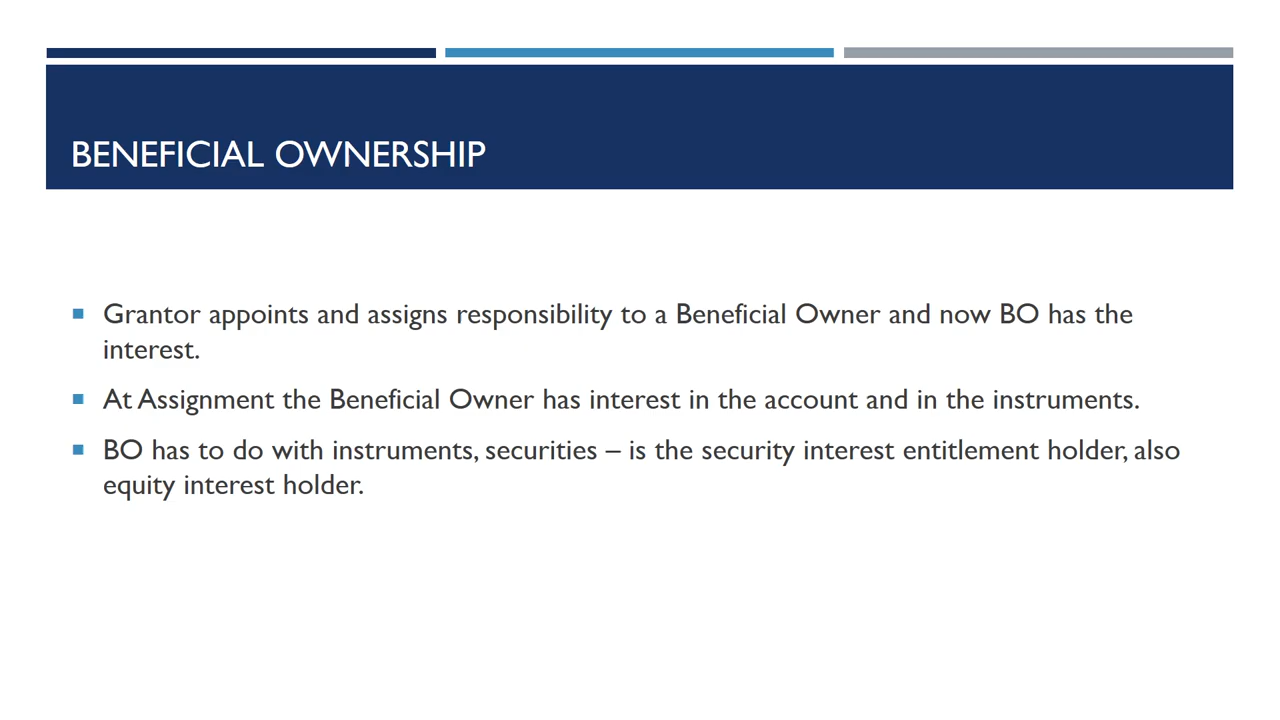 BENEFICIAL OWNERSHIP
Grantor appoints and assigns responsibility to a Beneficial Owner and now BO has the
interest.
At Assignment the Beneficial Owner has interest in the account and in the instruments.
BO has to do with instruments, securities – is the security interest entitlement holder, also
equity interest holder.